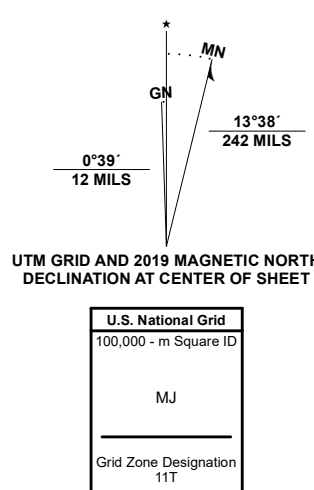 ★
MN
GN
13°38´
242 MILS
0°39´
12 MILS
UTM GRID AND 2019 MAGNETIC NORTH
DECLINATION AT CENTER OF SHEET
U.S. National Grid
100,000 - m Square ID
MJ
Grid Zone Designation
11T